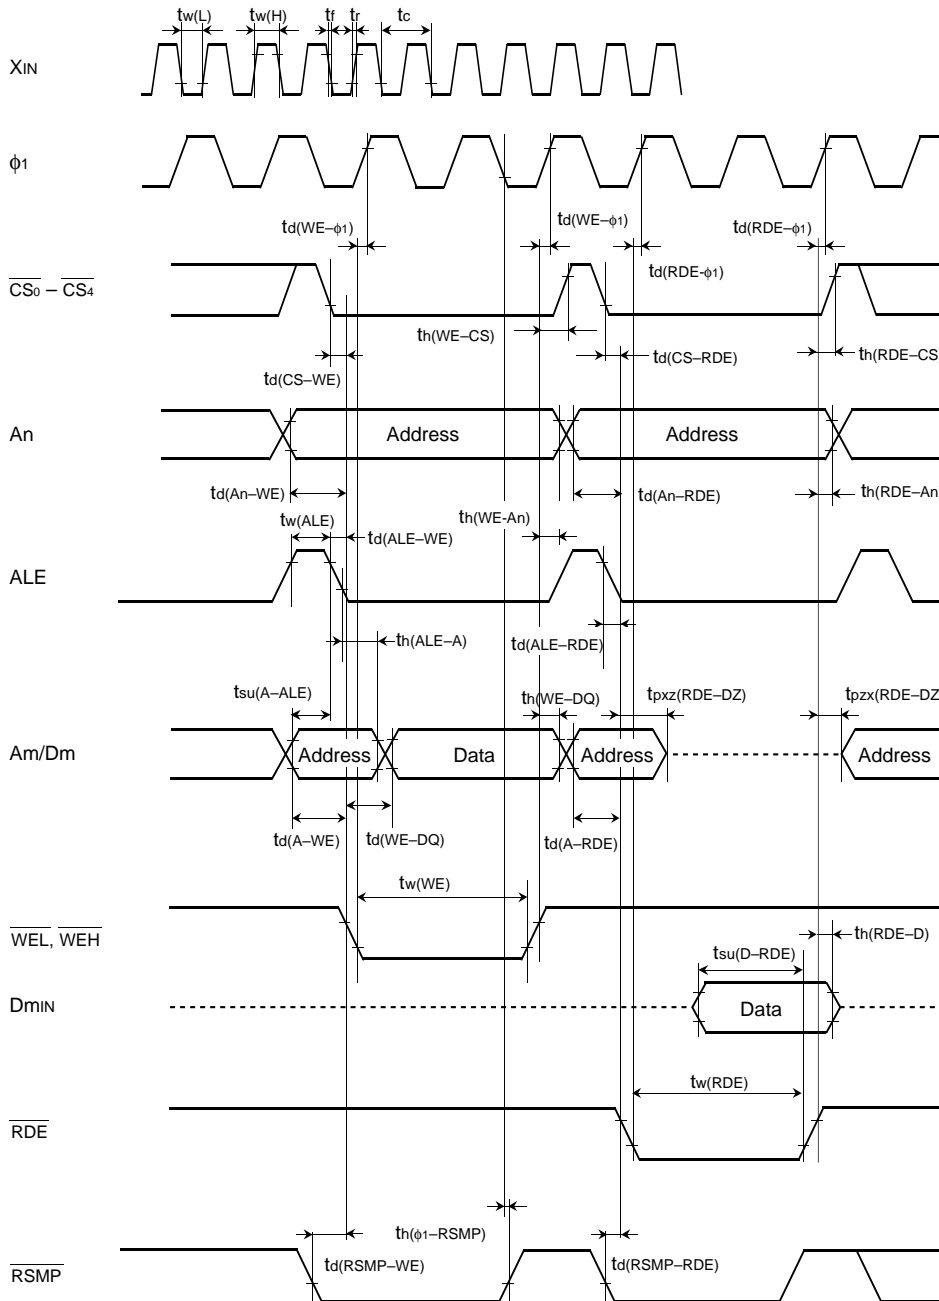 tw(L) tw(H) tf tr tc
XIN
ϕ1
td(WE–ϕ1) td(WE–ϕ1) td(RDE–ϕ1)
td(RDE-ϕ1)
CS0 – CS4
th(WE–CS) td(CS–RDE) th(RDE–CS
td(CS–WE)
An Address Address
td(An–WE) td(An–RDE) th(RDE–An
tw(ALE) td(ALE–WE) th(WE-An)
ALE
th(ALE–A) td(ALE–RDE)
tsu(A–ALE) th(WE–DQ) tpxz(RDE–DZ) tpzx(RDE–DZ
Am/Dm Address Data Address Address
td(A–WE) td(WE–DQ) td(A–RDE)
tw(WE)
WEL, WEH
tsu(D–RDE) th(RDE–D)
DmIN Data
tw(RDE)
RDE
th(ϕ1–RSMP)
td(RSMP–WE) td(RSMP–RDE)
RSMP